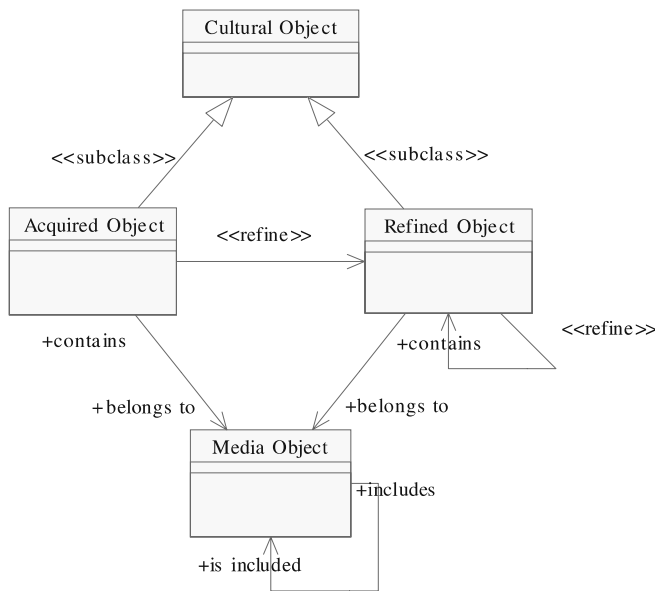 Cultural Object
<<subclass>>
<<subclass>>
Acquired Object
<<refine>>
Refined Object
+contains
+contains
<<refine>>
+belongs to
+belongs to
Media Object
+includes
+is included